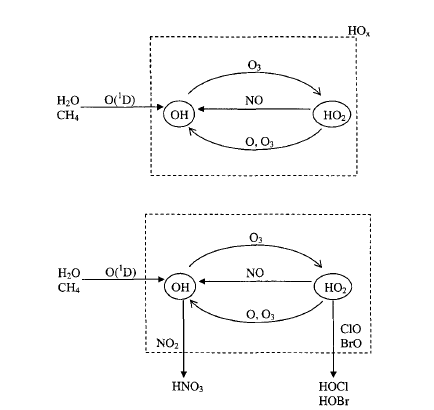 HOₓ
O₃
H₂O O(¹D) OH NO HO₂
CH₄
O, O₃
O₃
H₂O O(¹D) OH NO HO₂
CH₄
O, O₃
NO₂ ClO
BrO
HNO₃ HOCl
HOBr